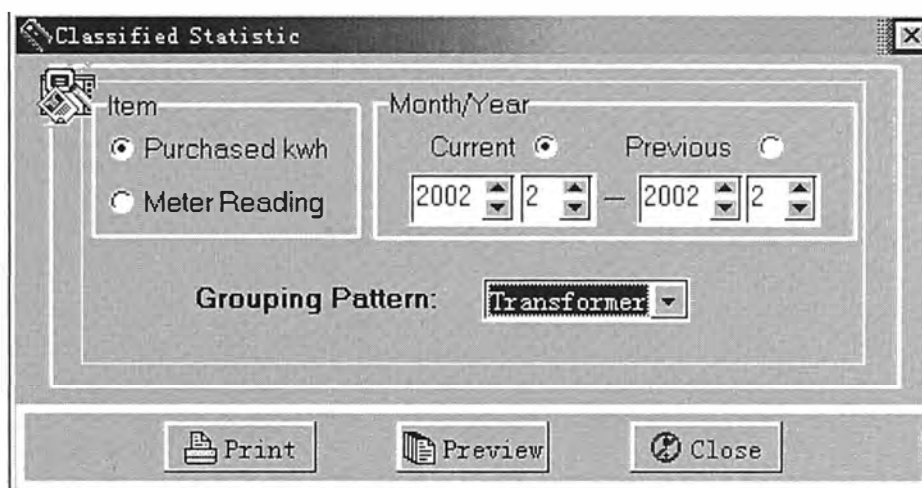 Classified Statistic
Item
Month/Year
Purchased kwh
Current Previous
Meter Reading
2002 2 — 2002 2
Grouping Pattern: Transformer
Print Preview Close